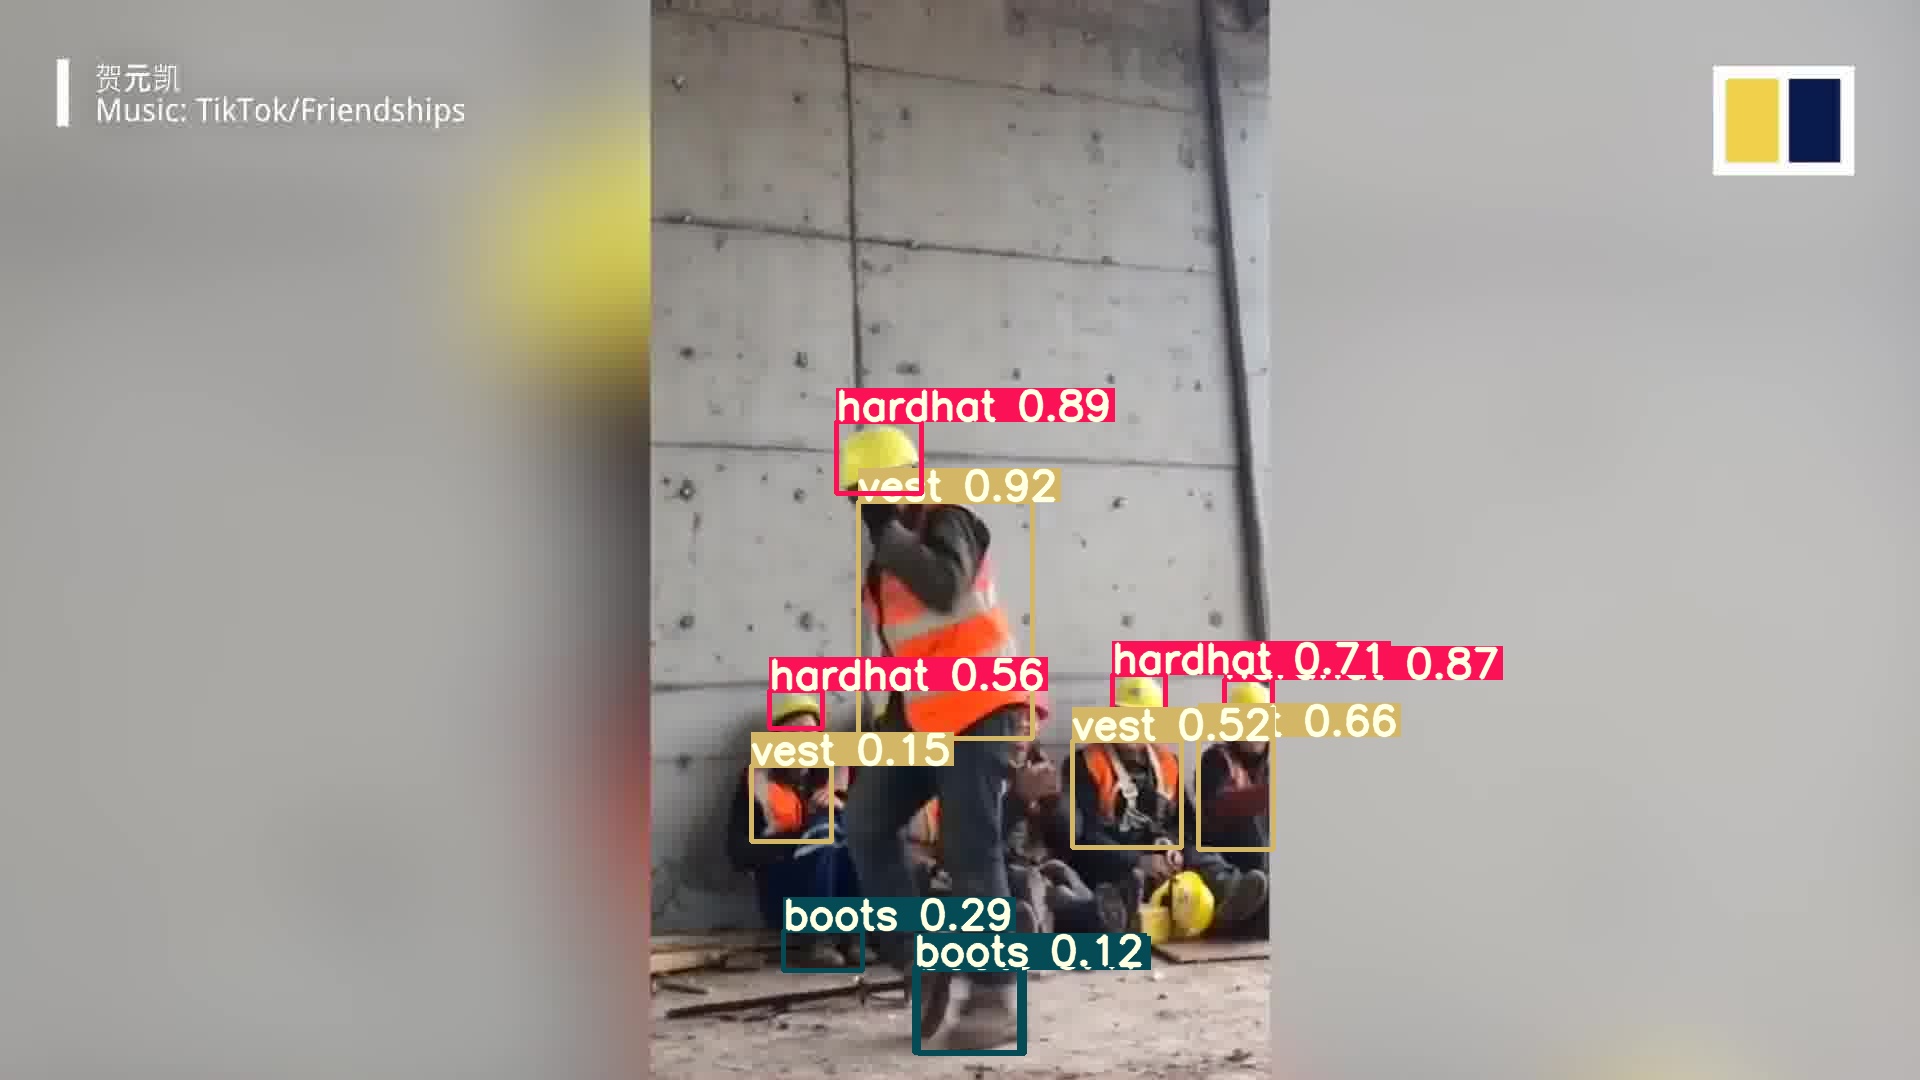 贺元凯
Music: TikTok/Friendships
hardhat 0.89
vest 0.92
hardhat 0.71
0.87
hardhat 0.56
vest 0.52
0.66
vest 0.15
boots 0.29
boots 0.12